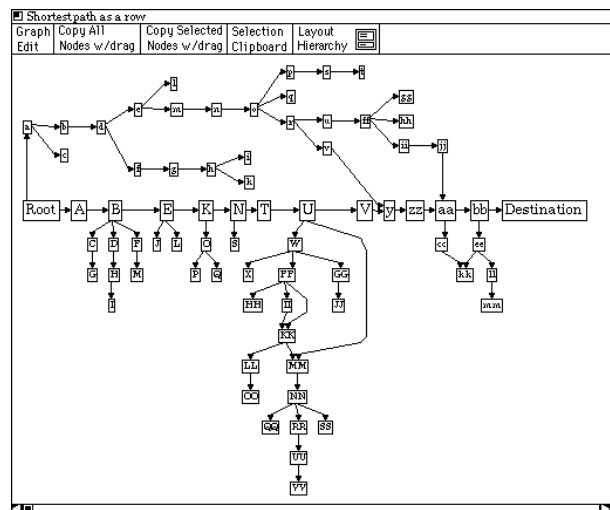 Shortestpath as a row
Graph Copy All Copy Selected Selection Layout
Edit Nodes w/drag Nodes w/drag Clipboard Hierarchy
p s t
l gg
q
e m n o
r u ff hh
a b d
ii jj
c v
i
f g h
k
Root A B E K N T U V y zz aa bb Destination
C D F J L O S W cc ee
G H M P Q X FF GG kk ll
I HH II JJ mm
KK
LL MM
OO NN
QQ RR SS
UU
VV